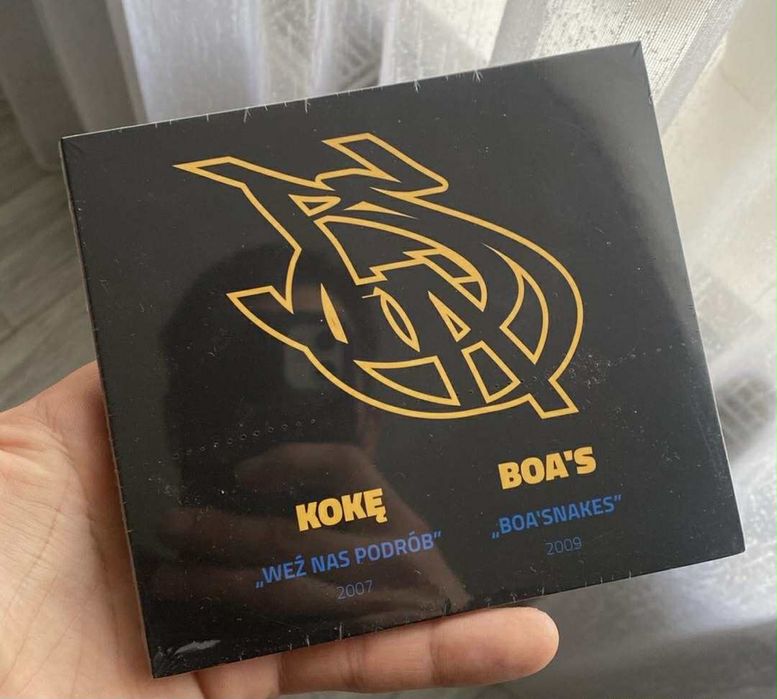 KOKĘ
„WEŹ NAS PODRÓB”
2007
BOA'S
„BOA'SNAKES”
2009